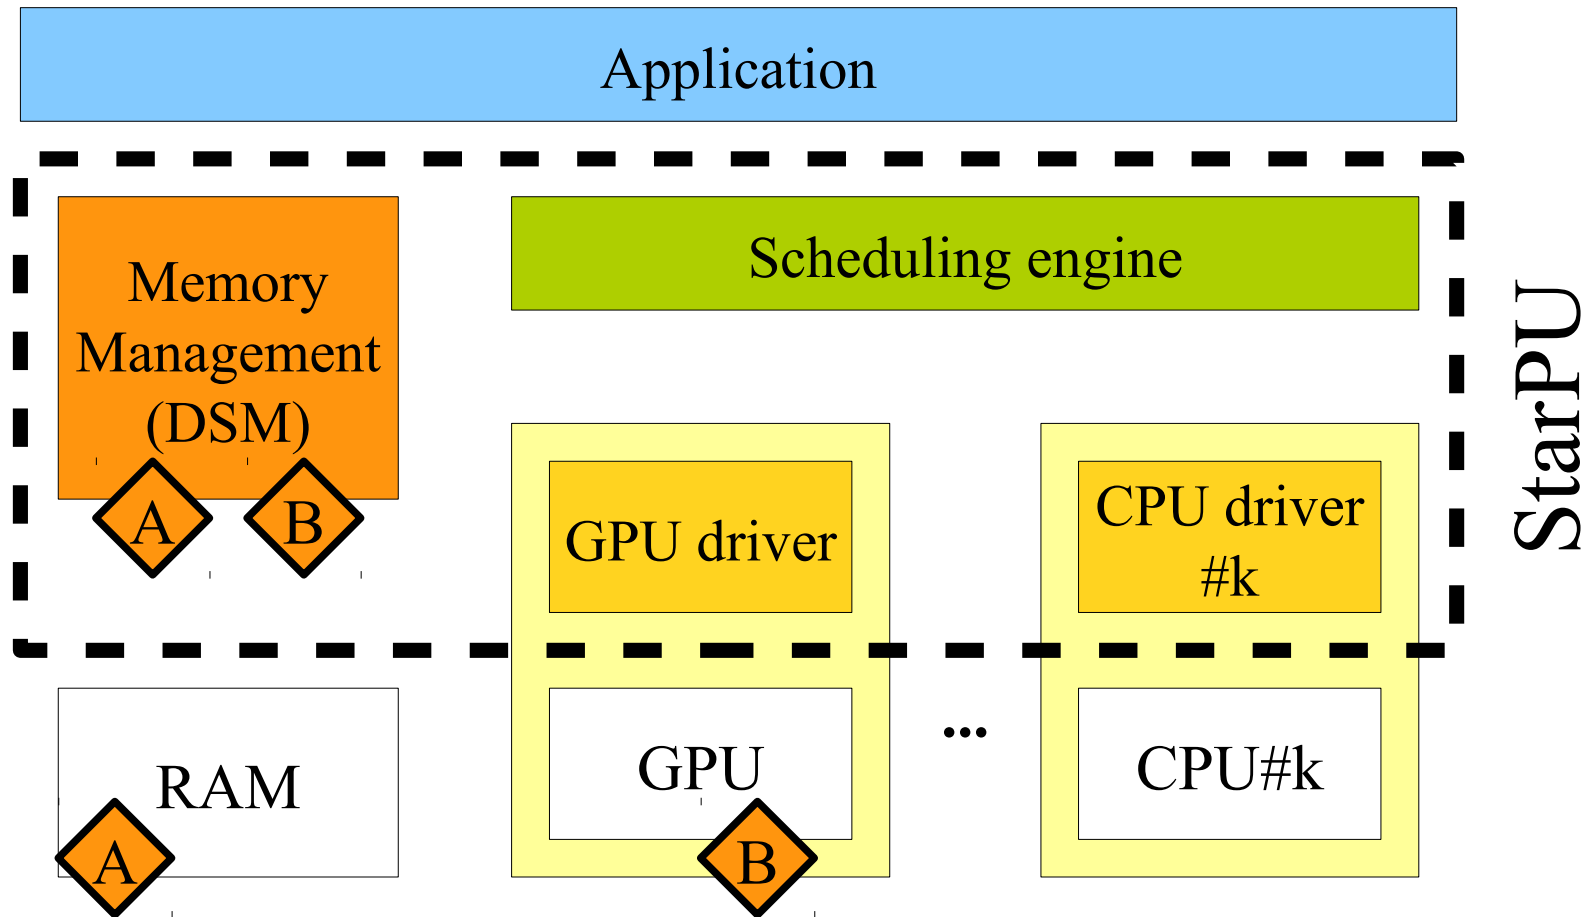 Application
Memory
Management
(DSM)
A
B
Scheduling engine
GPU driver
CPU driver
#k
StarPU
RAM
A
GPU
B
...
CPU#k